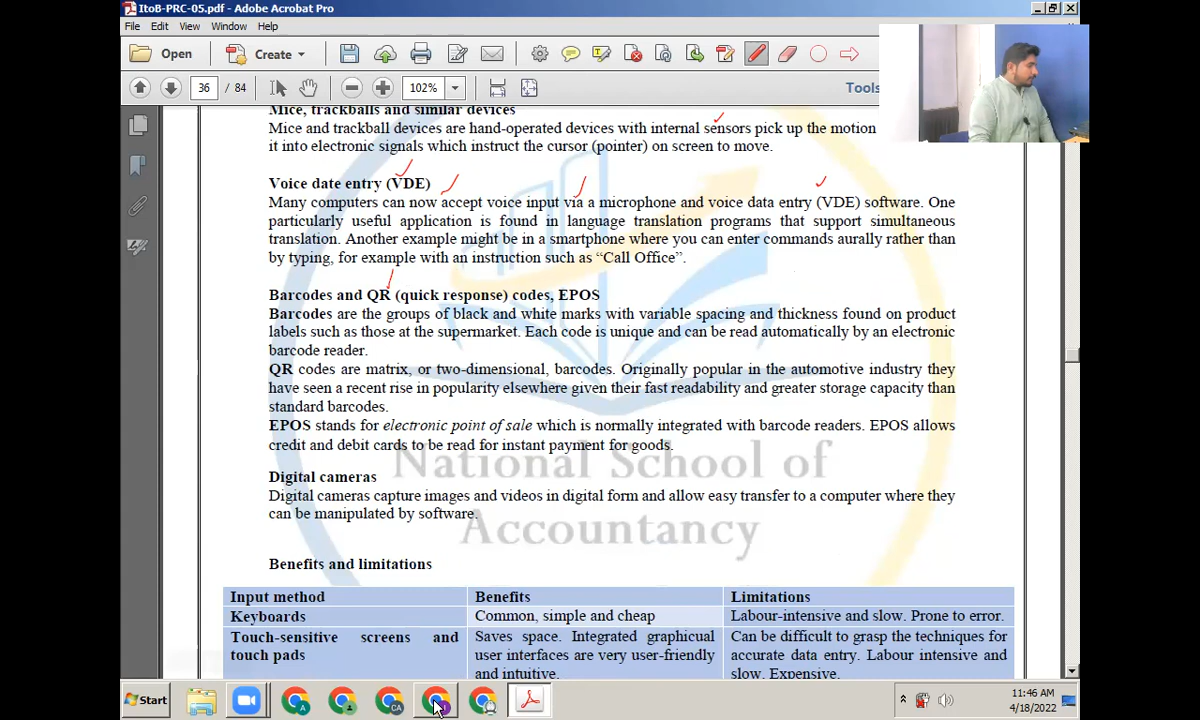 ItoB-PRC-05.pdf - Adobe Acrobat Pro
File Edit View Window Help
Open Create
36 / 84 102% Tools
Mice, trackballs and similar devices
Mice and trackball devices are hand-operated devices with internal sensors pick up the motion
it into electronic signals which instruct the cursor (pointer) on screen to move.
Voice date entry (VDE)
Many computers can now accept voice input via a microphone and voice data entry (VDE) software. One
particularly useful application is found in language translation programs that support simultaneous
translation. Another example might be in a smartphone where you can enter commands aurally rather than
by typing, for example with an instruction such as “Call Office”.
Barcodes and QR (quick response) codes, EPOS
Barcodes are the groups of black and white marks with variable spacing and thickness found on product
labels such as those at the supermarket. Each code is unique and can be read automatically by an electronic
barcode reader.
QR codes are matrix, or two-dimensional, barcodes. Originally popular in the automotive industry they
have seen a recent rise in popularity elsewhere given their fast readability and greater storage capacity than
standard barcodes.
EPOS stands for electronic point of sale which is normally integrated with barcode readers. EPOS allows
credit and debit cards to be read for instant payment for goods.
National School of
Accountancy
Digital cameras
Digital cameras capture images and videos in digital form and allow easy transfer to a computer where they
can be manipulated by software.
Benefits and limitations
Input method Benefits Limitations
Keyboards Common, simple and cheap Labour-intensive and slow. Prone to error.
Touch-sensitive screens and Saves space. Integrated graphicual Can be difficult to grasp the techniques for
touch pads user interfaces are very user-friendly accurate data entry. Labour intensive and
and intuitive. slow. Expensive.
Start A CA 11:46 AM
4/18/2022